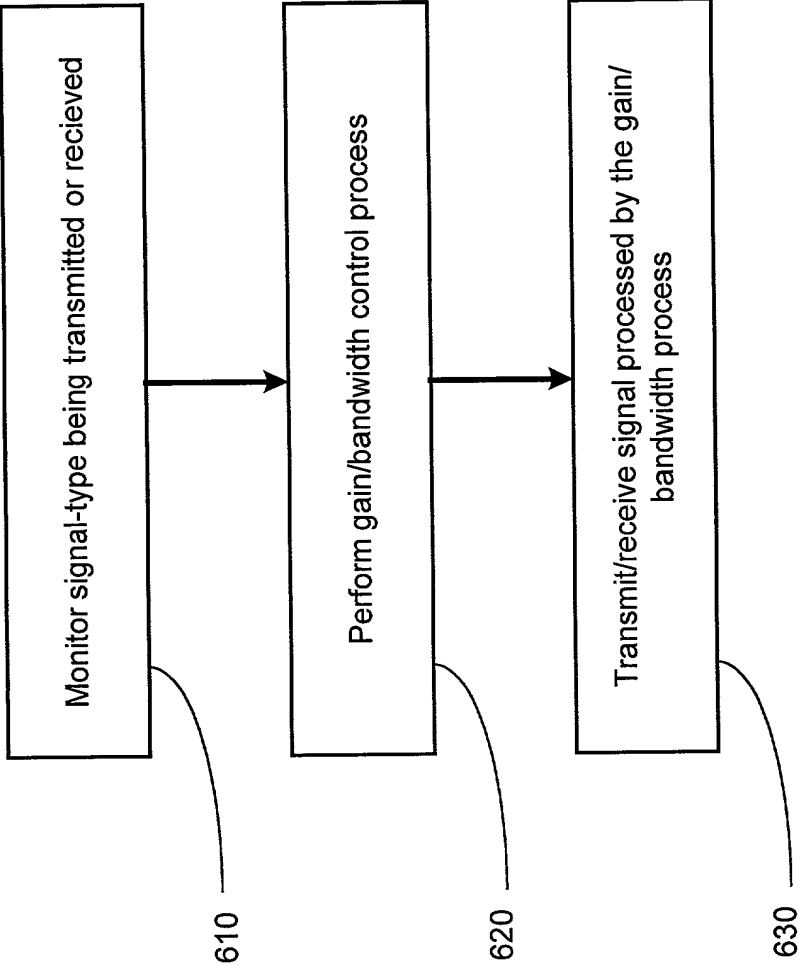 Monitor signal-type being transmitted or recieved
610
Perform gain/bandwidth control process
620
Transmit/receive signal processed by the gain/
bandwidth process
630